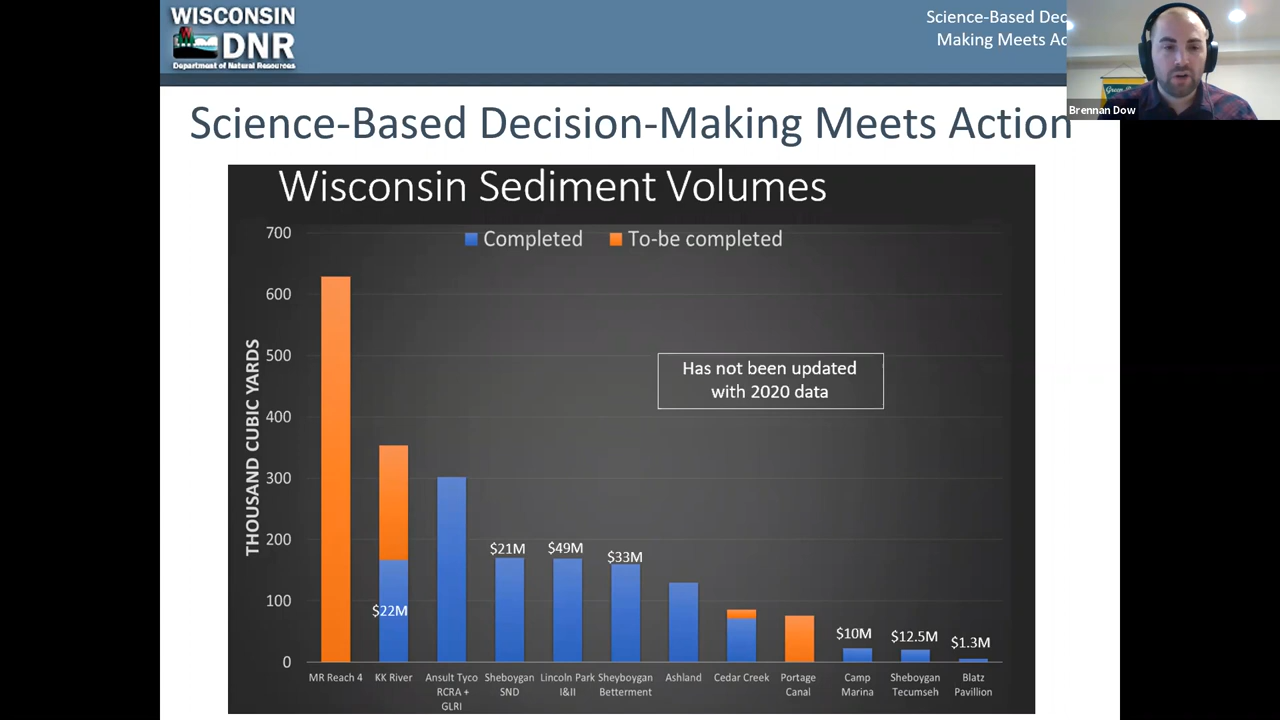 WISCONSIN
DNR
Department of Natural Resources
Science-Based Dec
Making Meets Ac
Brennan Dow
Science-Based Decision-Making Meets Action
Wisconsin Sediment Volumes
Completed
To-be completed
THOUSAND CUBIC YARDS
700
600
500
400
300
200
100
0
Has not been updated
with 2020 data
$22M
$21M
$49M
$33M
$10M
$12.5M
$1.3M
MR Reach 4
KK River
Ansult Tyco
RCRA +
GLRI
Sheboygan
SND
Lincoln Park
I&II
Sheyboygan
Betterment
Ashland
Cedar Creek
Portage
Canal
Camp
Marina
Sheboygan
Tecumseh
Blatz
Pavillion